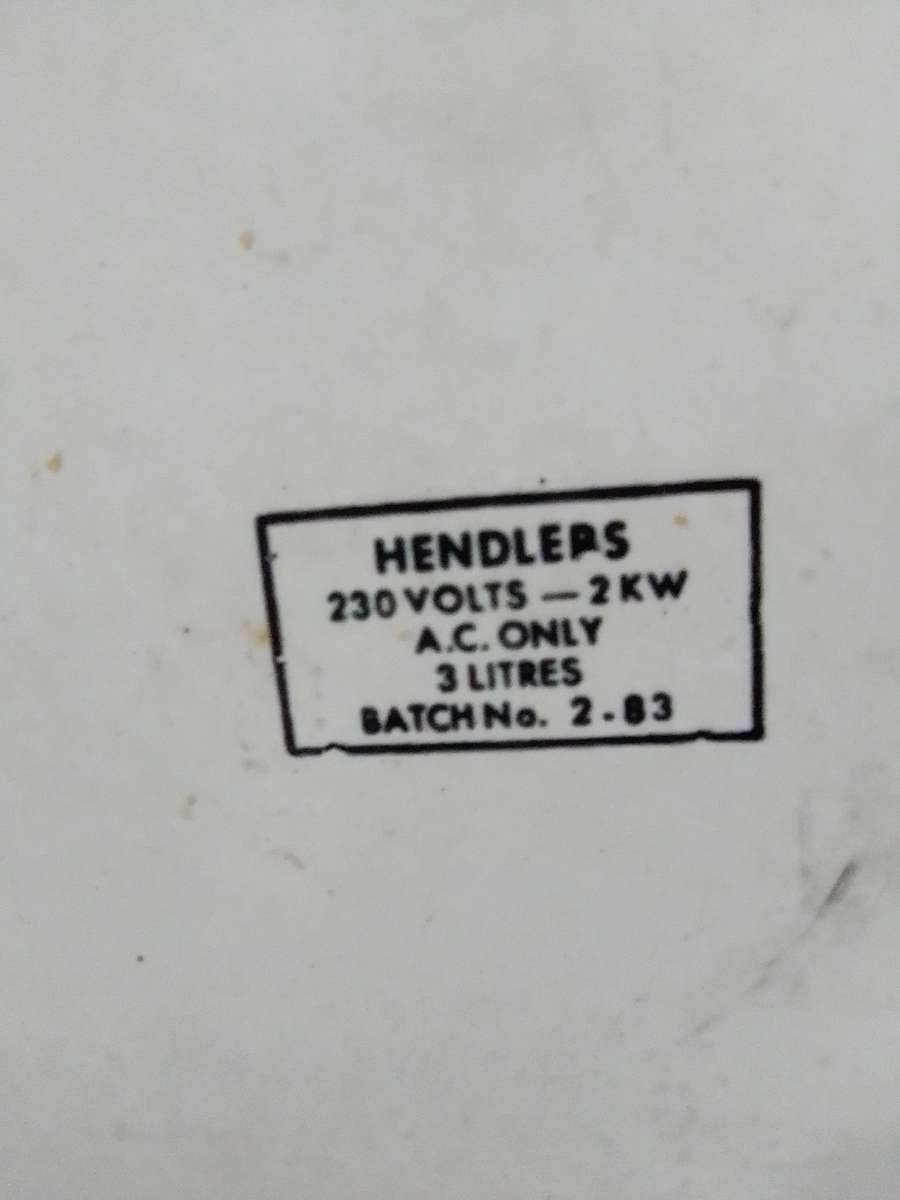 HENDLERS
230 VOLTS — 2 KW
A.C. ONLY
3 LITRES
BATCH No. 2-83